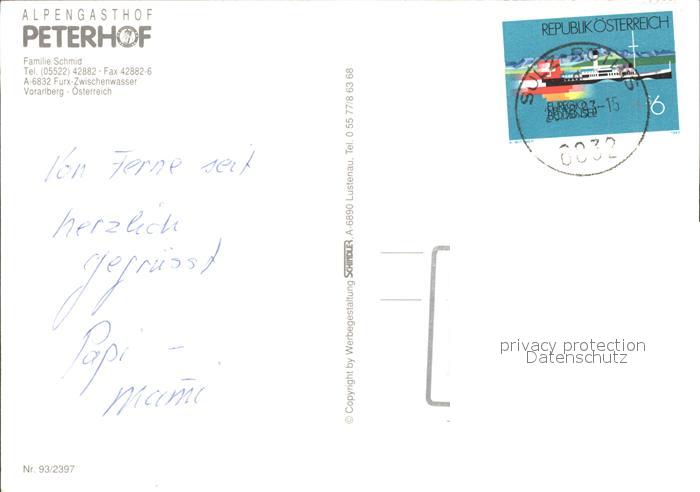 ALPENGASTHOF
PETERHOF
Familie Schmid
Tel. (05522) 42882 · Fax 42882-6
A-6832 Furx-Zwischenwasser
Vorarlberg · Österreich
Von Ferne seit
herzlich
gegrüsst
Papi -
Mami
Nr. 93/2397
© Copyright by Werbegestaltung SCHINDLER, A-6890 Lustenau, Tel. 0 55 77/8 63 68
REPUBLIK ÖSTERREICH
6
privacy protection
Datenschutz